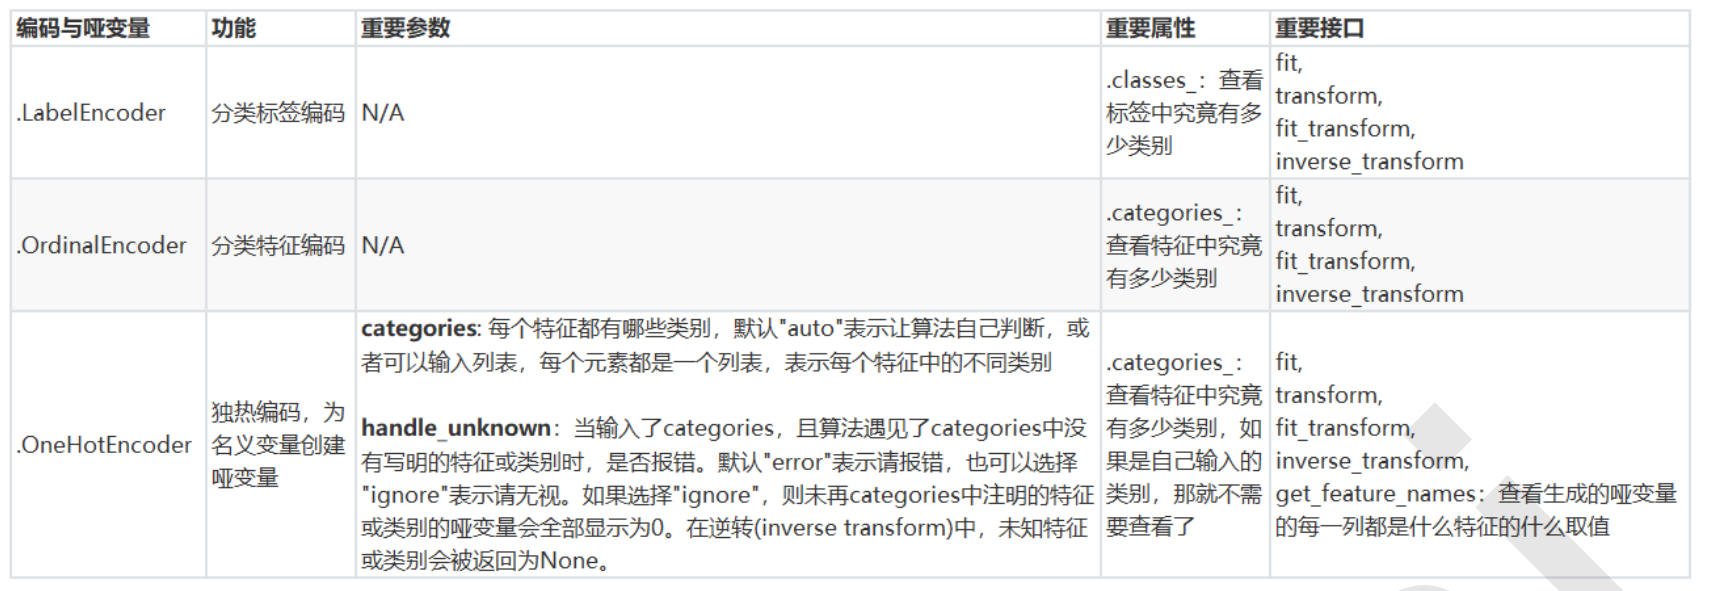 编码与哑变量 功能 重要参数 重要属性 重要接口
.LabelEncoder 分类标签编码 N/A
.classes_：查看
标签中究竟有多
少类别
fit,
transform,
fit_transform,
inverse_transform
.OrdinalEncoder 分类特征编码 N/A
.categories_：
查看特征中究竟
有多少类别
fit,
transform,
fit_transform,
inverse_transform
.OneHotEncoder
独热编码，为
名义变量创建
哑变量
categories: 每个特征都有哪些类别，默认"auto"表示让算法自己判断，或
者可以输入列表，每个元素都是一个列表，表示每个特征中的不同类别
handle_unknown：当输入了categories，且算法遇见了categories中没
有写明的特征或类别时，是否报错。默认"error"表示请报错，也可以选择
"ignore"表示请无视。如果选择"ignore"，则未再categories中注明的特征
或类别的哑变量会全部显示为0。在逆转(inverse transform)中，未知特征
或类别会被返回为None。
.categories_：
查看特征中究竟
有多少类别，如
果是自己输入的
类别，那就不需
要查看了
fit,
transform,
fit_transform,
inverse_transform,
get_feature_names：查看生成的哑变量
的每一列都是什么特征的什么取值